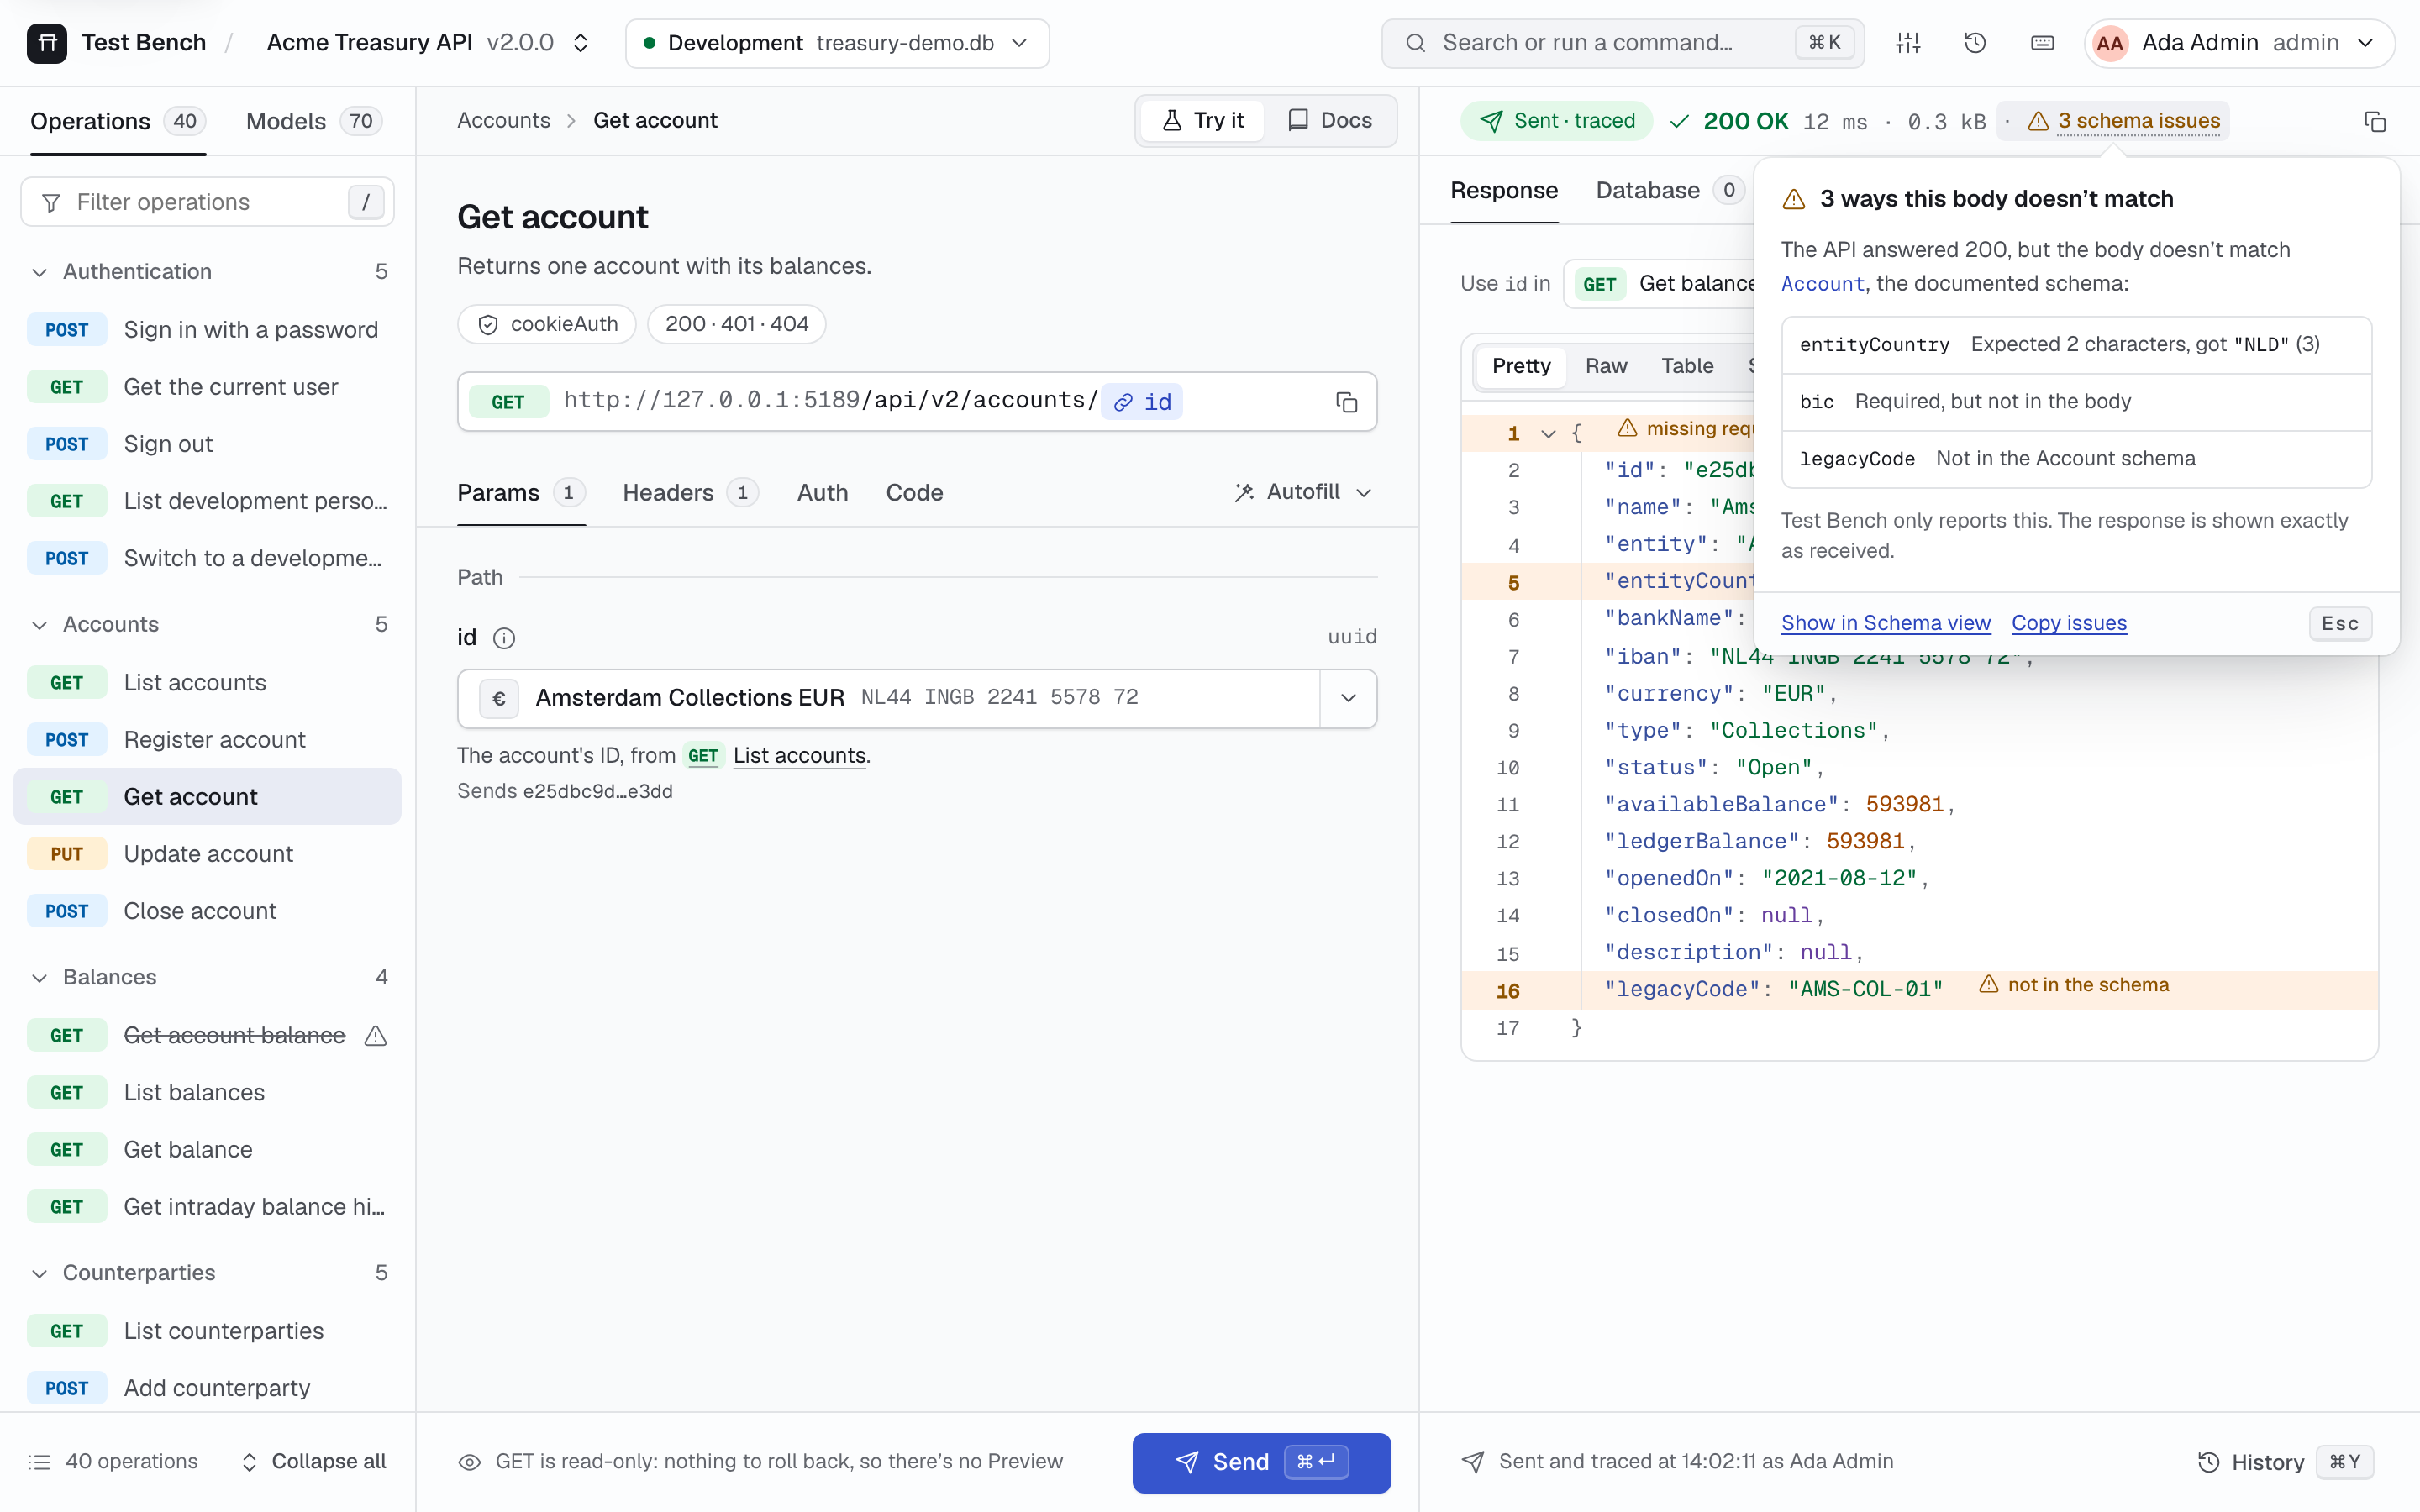 Test Bench / Acme Treasury API v2.0.0
Development treasury-demo.db
Search or run a command... ⌘K
AA Ada Admin admin
Operations 40 Models 70
Filter operations /
Authentication 5
POST Sign in with a password
GET Get the current user
POST Sign out
GET List development perso...
POST Switch to a developme...
Accounts 5
GET List accounts
POST Register account
GET Get account
PUT Update account
POST Close account
Balances 4
GET Get account balance
GET List balances
GET Get balance
GET Get intraday balance hi...
Counterparties 5
GET List counterparties
POST Add counterparty
40 operations Collapse all
Accounts > Get account
Try it Docs
Get account
Returns one account with its balances.
cookieAuth 200 · 401 · 404
GET http://127.0.0.1:5189/api/v2/accounts/ id
Params 1 Headers 1 Auth Code Autofill
Path
id uuid
€ Amsterdam Collections EUR NL44 INGB 2241 5578 72
The account's ID, from GET List accounts.
Sends e25dbc9d…e3dd
GET is read-only: nothing to roll back, so there’s no Preview
Send ⌘↵
Sent · traced 200 OK 12 ms · 0.3 kB · 3 schema issues
Response Database 0
Use id in GET Get balance
Pretty Raw Table
3 ways this body doesn’t match
The API answered 200, but the body doesn’t match
Account, the documented schema:
entityCountry Expected 2 characters, got "NLD" (3)
bic Required, but not in the body
legacyCode Not in the Account schema
Test Bench only reports this. The response is shown exactly
as received.
Show in Schema view Copy issues Esc
1 { missing
2 "id":
3 "name":
4 "entity":
5
6 "bankName":
7 "iban": "NL44 INGB 2241 5578 72",
8 "currency": "EUR",
9 "type": "Collections",
10 "status": "Open",
11 "availableBalance": 593981,
12 "ledgerBalance": 593981,
13 "openedOn": "2021-08-12",
14 "closedOn": null,
15 "description": null,
16 "legacyCode": "AMS-COL-01" not in the schema
17 }
Sent and traced at 14:02:11 as Ada Admin
History ⌘Y